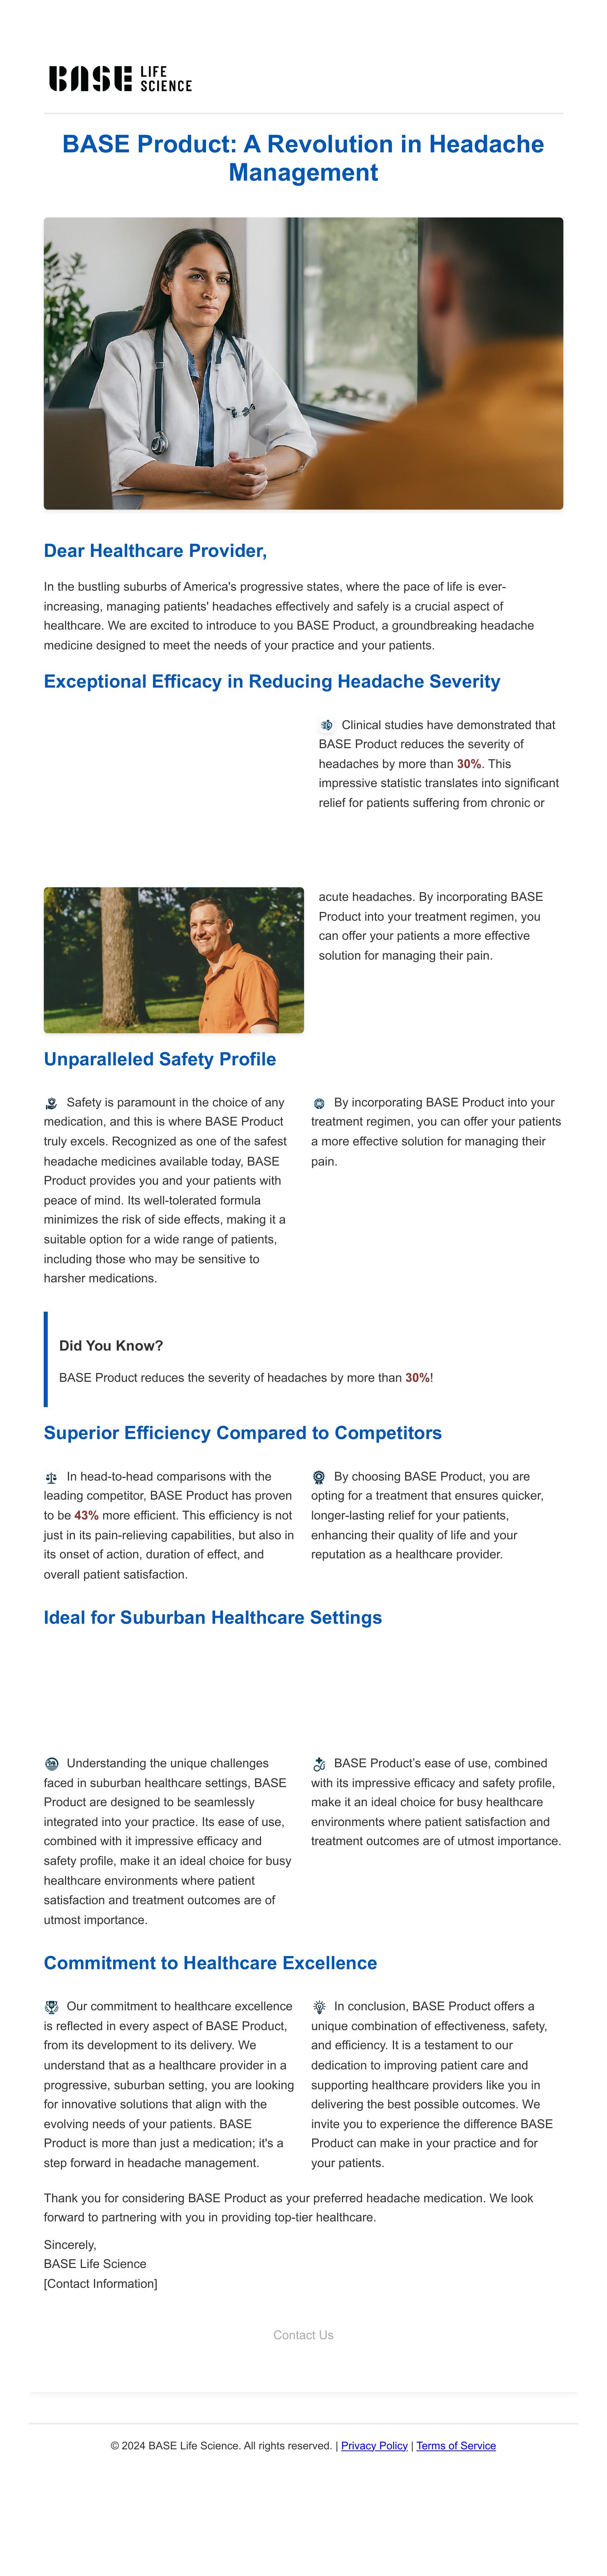 BASE LIFE
SCIENCE
BASE Product: A Revolution in Headache
Management
Dear Healthcare Provider,
In the bustling suburbs of America's progressive states, where the pace of life is ever-
increasing, managing patients' headaches effectively and safely is a crucial aspect of
healthcare. We are excited to introduce to you BASE Product, a groundbreaking headache
medicine designed to meet the needs of your practice and your patients.
Exceptional Efficacy in Reducing Headache Severity
Clinical studies have demonstrated that
BASE Product reduces the severity of
headaches by more than 30%. This
impressive statistic translates into significant
relief for patients suffering from chronic or
acute headaches. By incorporating BASE
Product into your treatment regimen, you
can offer your patients a more effective
solution for managing their pain.
Unparalleled Safety Profile
Safety is paramount in the choice of any
medication, and this is where BASE Product
truly excels. Recognized as one of the safest
headache medicines available today, BASE
Product provides you and your patients with
peace of mind. Its well-tolerated formula
minimizes the risk of side effects, making it a
suitable option for a wide range of patients,
including those who may be sensitive to
harsher medications.
By incorporating BASE Product into your
treatment regimen, you can offer your patients
a more effective solution for managing their
pain.
Did You Know?
BASE Product reduces the severity of headaches by more than 30%!
Superior Efficiency Compared to Competitors
In head-to-head comparisons with the
leading competitor, BASE Product has proven
to be 43% more efficient. This efficiency is not
just in its pain-relieving capabilities, but also in
its onset of action, duration of effect, and
overall patient satisfaction.
By choosing BASE Product, you are
opting for a treatment that ensures quicker,
longer-lasting relief for your patients,
enhancing their quality of life and your
reputation as a healthcare provider.
Ideal for Suburban Healthcare Settings
Understanding the unique challenges
faced in suburban healthcare settings, BASE
Product are designed to be seamlessly
integrated into your practice. Its ease of use,
combined with it impressive efficacy and
safety profile, make it an ideal choice for busy
healthcare environments where patient
satisfaction and treatment outcomes are of
utmost importance.
BASE Product's ease of use, combined
with its impressive efficacy and safety profile,
make it an ideal choice for busy healthcare
environments where patient satisfaction and
treatment outcomes are of utmost importance.
Commitment to Healthcare Excellence
Our commitment to healthcare excellence
is reflected in every aspect of BASE Product,
from its development to its delivery. We
understand that as a healthcare provider in a
progressive, suburban setting, you are looking
for innovative solutions that align with the
evolving needs of your patients. BASE
Product is more than just a medication; it's a
step forward in headache management.
In conclusion, BASE Product offers a
unique combination of effectiveness, safety,
and efficiency. It is a testament to our
dedication to improving patient care and
supporting healthcare providers like you in
delivering the best possible outcomes. We
invite you to experience the difference BASE
Product can make in your practice and for
your patients.
Thank you for considering BASE Product as your preferred headache medication. We look
forward to partnering with you in providing top-tier healthcare.
Sincerely,
BASE Life Science
[Contact Information]
Contact Us
© 2024 BASE Life Science. All rights reserved. | Privacy Policy | Terms of Service